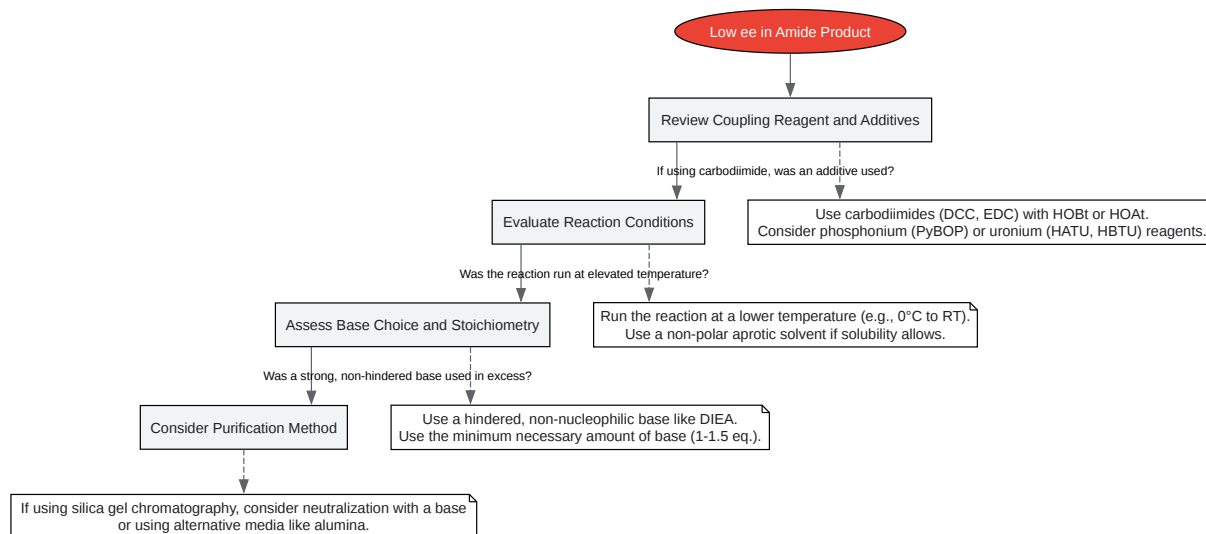 Low ee in Amide Product
Review Coupling Reagent and Additives
If using carbodiimide, was an additive used?
Evaluate Reaction Conditions
Use carbodiimides (DCC, EDC) with HOBt or HOAt.
Consider phosphonium (PyBOP) or uronium (HATU, HBTU) reagents.
Was the reaction run at elevated temperature?
Assess Base Choice and Stoichiometry
Run the reaction at a lower temperature (e.g., 0°C to RT).
Use a non-polar aprotic solvent if solubility allows.
Was a strong, non-hindered base used in excess?
Consider Purification Method
Use a hindered, non-nucleophilic base like DIEA.
Use the minimum necessary amount of base (1-1.5 eq.).
If using silica gel chromatography, consider neutralization with a base
or using alternative media like alumina.